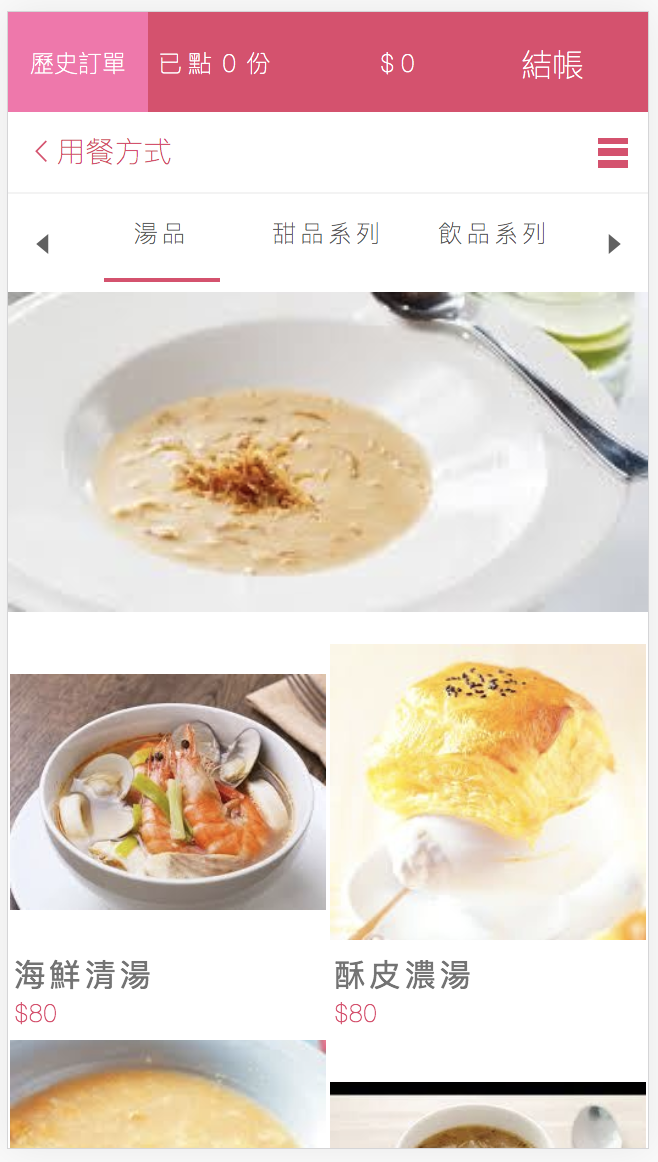 歷史訂單 已點 0 份 $ 0 結帳
用餐方式
湯品 甜品系列 飲品系列
海鮮清湯 酥皮濃湯
$80 $80